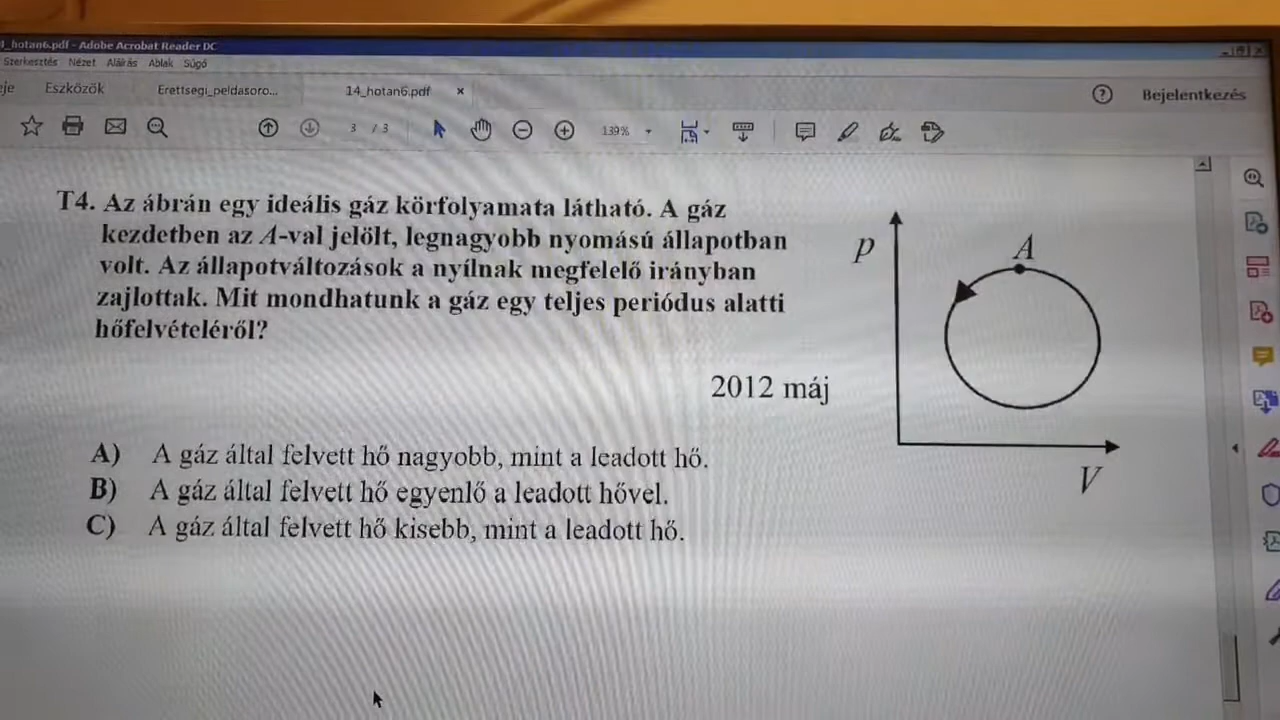 4_hotan6.pdf - Adobe Acrobat Reader DC
Szerkesztés Nézet Aláírás Ablak Súgó
Eszközök Erettsegi_peldasoro... 14_hotan6.pdf × Bejelentkezés
3 / 3 139%
T4. Az ábrán egy ideális gáz körfolyamata látható. A gáz
kezdetben az A-val jelölt, legnagyobb nyomású állapotban
volt. Az állapotváltozások a nyílnak megfelelő irányban
zajlottak. Mit mondhatunk a gáz egy teljes periódus alatti
hőfelvételéről?
2012 máj
p
A
V
A) A gáz által felvett hő nagyobb, mint a leadott hő.
B) A gáz által felvett hő egyenlő a leadott hővel.
C) A gáz által felvett hő kisebb, mint a leadott hő.